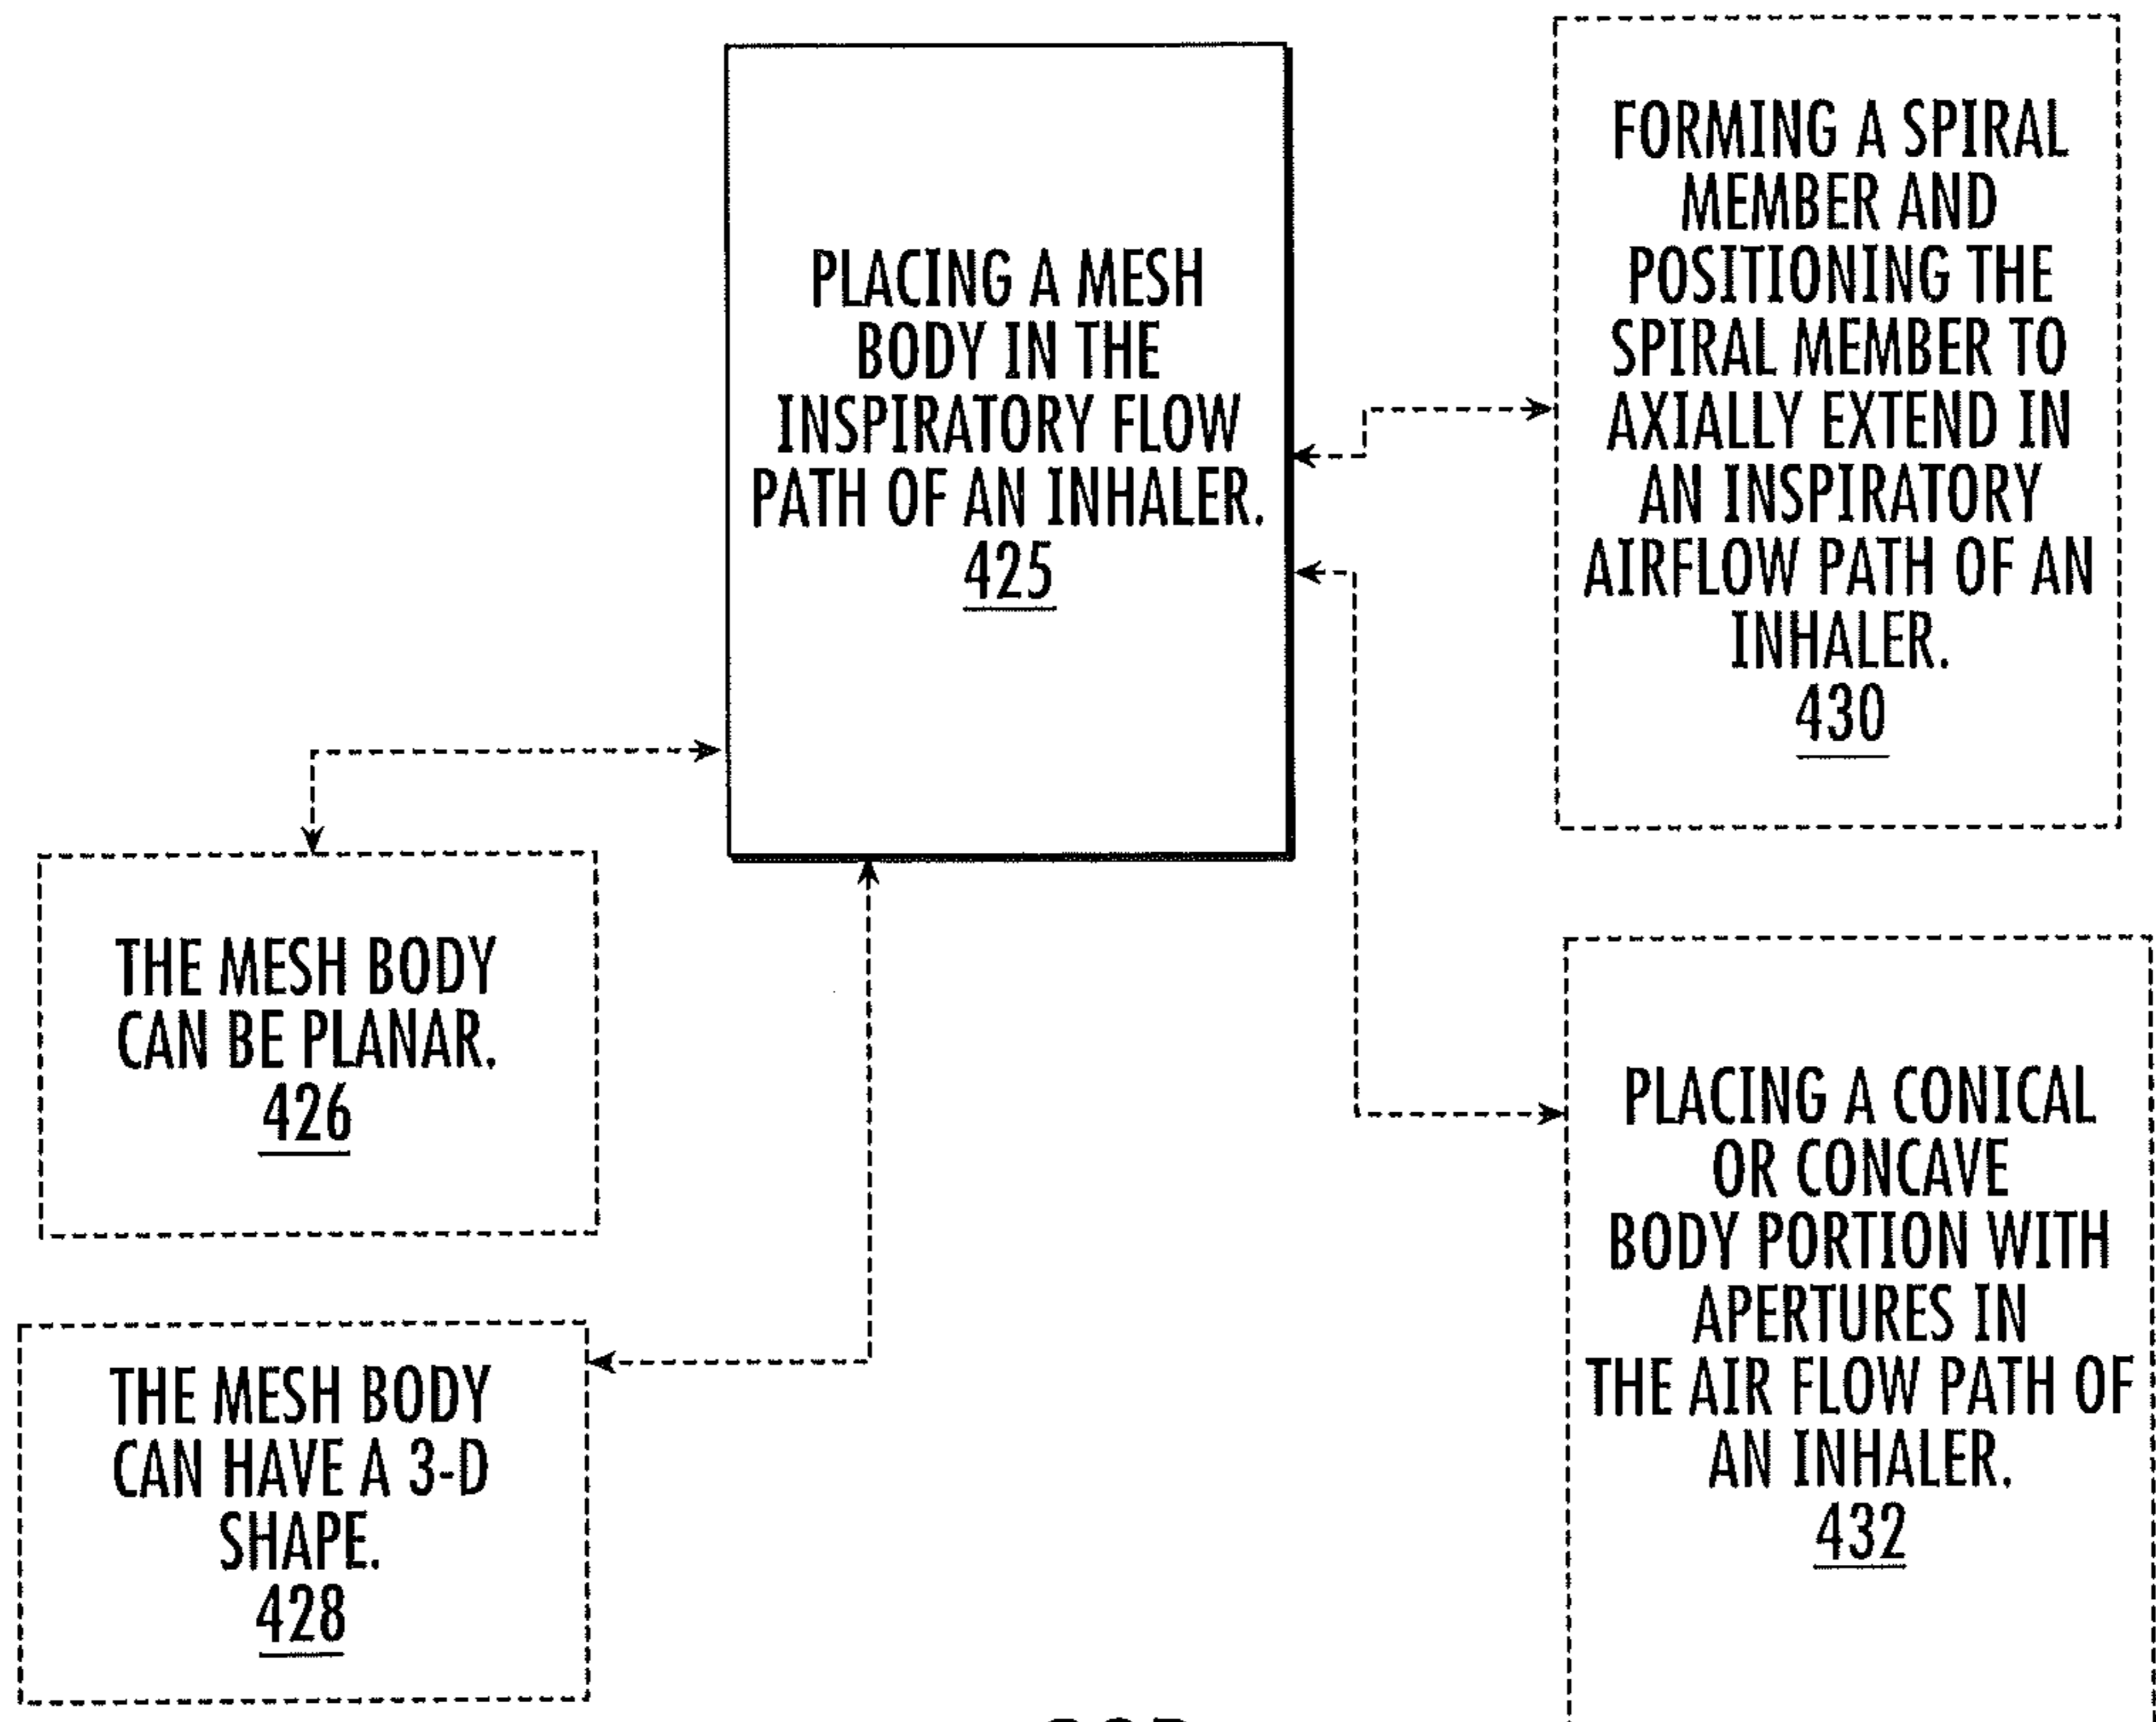 PLACING A MESH
BODY IN THE
INSPIRATORY FLOW
PATH OF AN INHALER.
425
FORMING A SPIRAL
MEMBER AND
POSITIONING THE
SPIRAL MEMBER TO
AXIALLY EXTEND IN
AN INSPIRATORY
AIRFLOW PATH OF AN
INHALER.
430
THE MESH BODY
CAN BE PLANAR.
426
THE MESH BODY
CAN HAVE A 3-D
SHAPE.
428
PLACING A CONICAL
OR CONCAVE
BODY PORTION WITH
APERTURES IN
THE AIR FLOW PATH OF
AN INHALER.
432